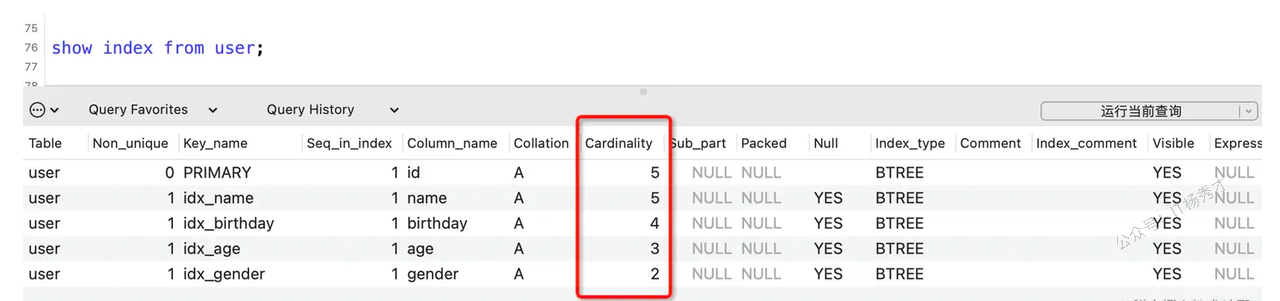 75
76 show index from user;
77
78
Query Favorites Query History 运行当前查询
Table Non_unique Key_name Seq_in_index Column_name Collation Cardinality Sub_part Packed Null Index_type Comment Index_comment Visible Express
user 0 PRIMARY 1 id A 5 NULL NULL BTREE YES NULL
user 1 idx_name 1 name A 5 NULL NULL YES BTREE YES NULL
user 1 idx_birthday 1 birthday A 4 NULL NULL YES BTREE YES NULL
user 1 idx_age 1 age A 3 NULL NULL YES BTREE YES NULL
user 1 idx_gender 1 gender A 2 NULL NULL YES BTREE YES NULL
公众号：IT杨秀才